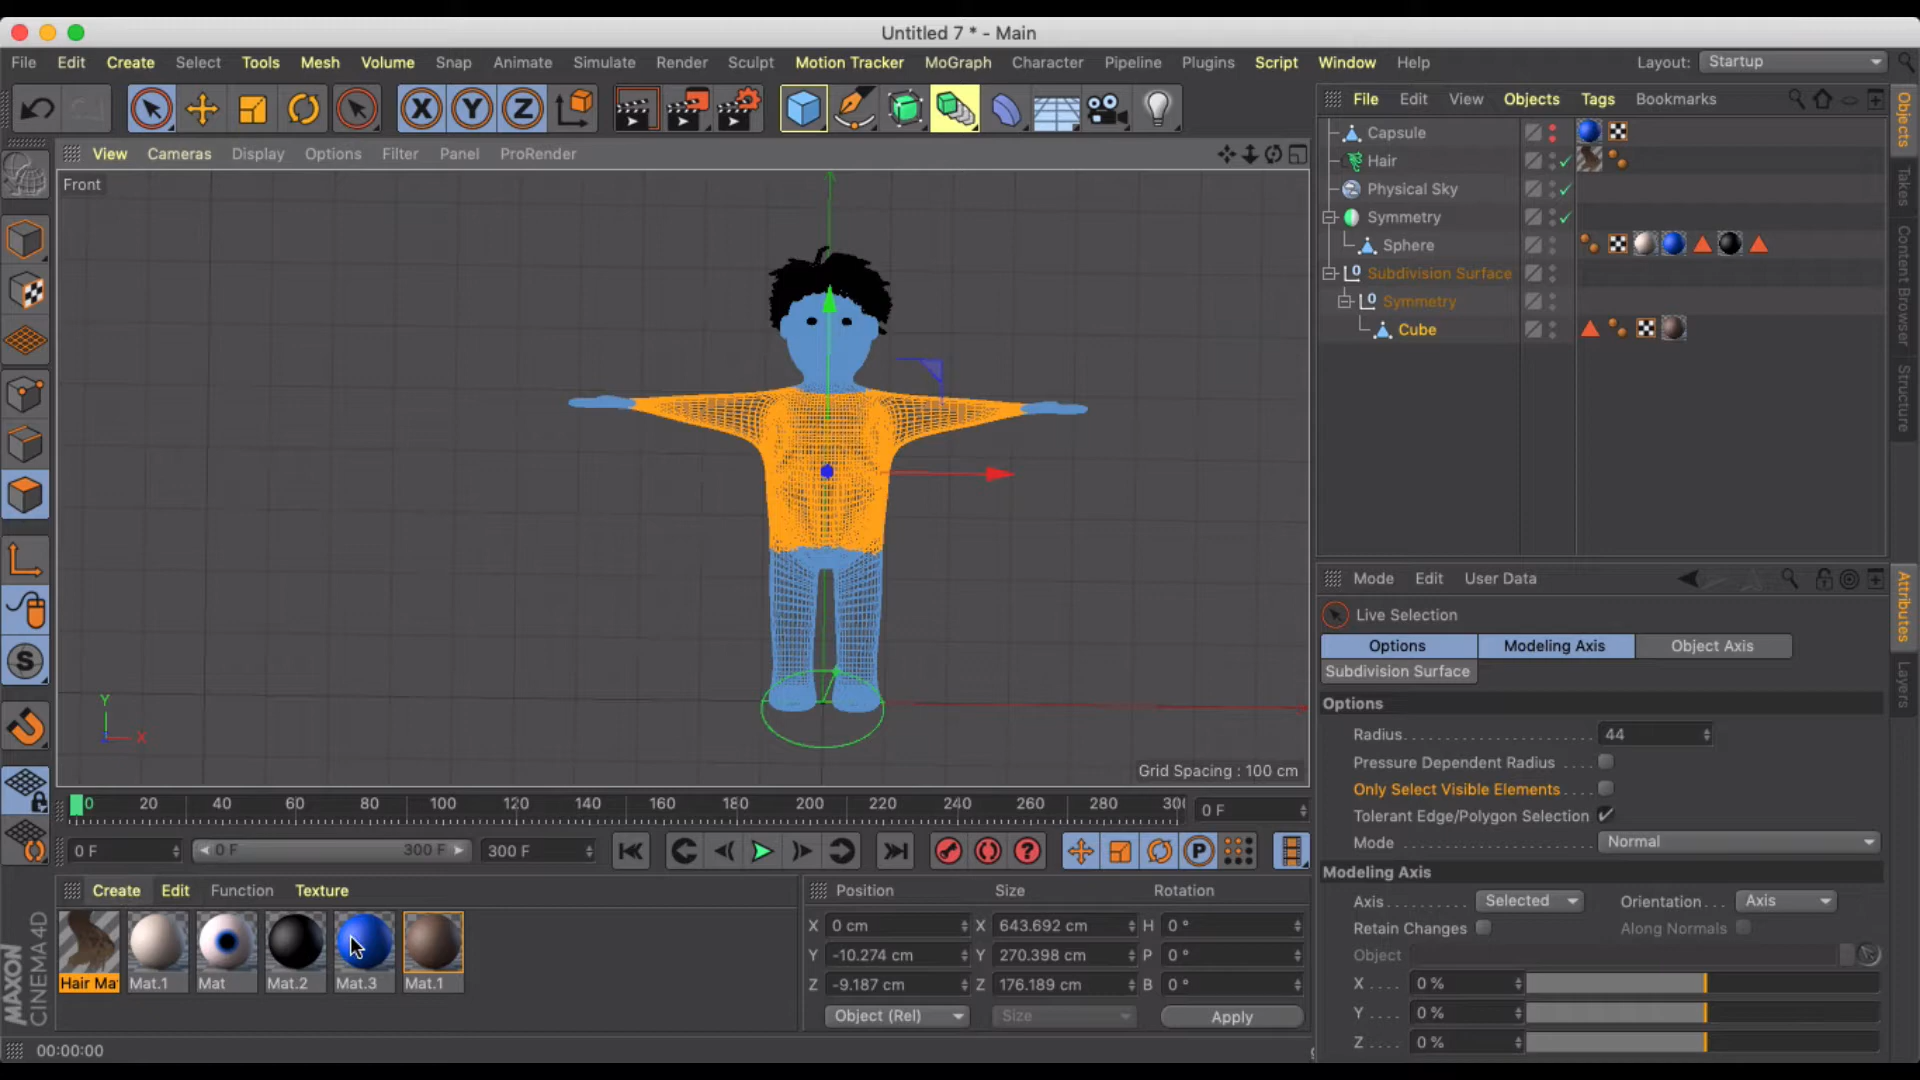 Untitled 7 * - Main
File Edit Create Select Tools Mesh Volume Snap Animate Simulate Render Sculpt Motion Tracker MoGraph Character Pipeline Plugins Script Window Help Layout: Startup
File Edit View Objects Tags Bookmarks
View Cameras Display Options Filter Panel ProRender
Front
Capsule
Hair
Physical Sky
Symmetry
Sphere
Subdivision Surface
Symmetry
Cube
Objects
Takes
Content Browser
Structure
X Y Z
S
Y
X
Grid Spacing : 100 cm
Mode Edit User Data
Live Selection
Options Modeling Axis Object Axis
Subdivision Surface
Options
Radius 44
Pressure Dependent Radius
Only Select Visible Elements
Tolerant Edge/Polygon Selection
Mode Normal
Modeling Axis
Axis Selected Orientation Axis
Retain Changes Along Normals
Object
X 0 %
Y 0 %
Z 0 %
Attributes
Layers
0 20 40 60 80 100 120 140 160 180 200 220 240 260 280 300 0 F
0 F 0 F 300 F 300 F
P
Create Edit Function Texture
Hair Ma Mat.1 Mat Mat.2 Mat.3 Mat.1
Position Size Rotation
X 0 cm X 643.692 cm H 0 °
Y -10.274 cm Y 270.398 cm P 0 °
Z -9.187 cm Z 176.189 cm B 0 °
Object (Rel) Size Apply
MAXON
CINEMA 4D
00:00:00